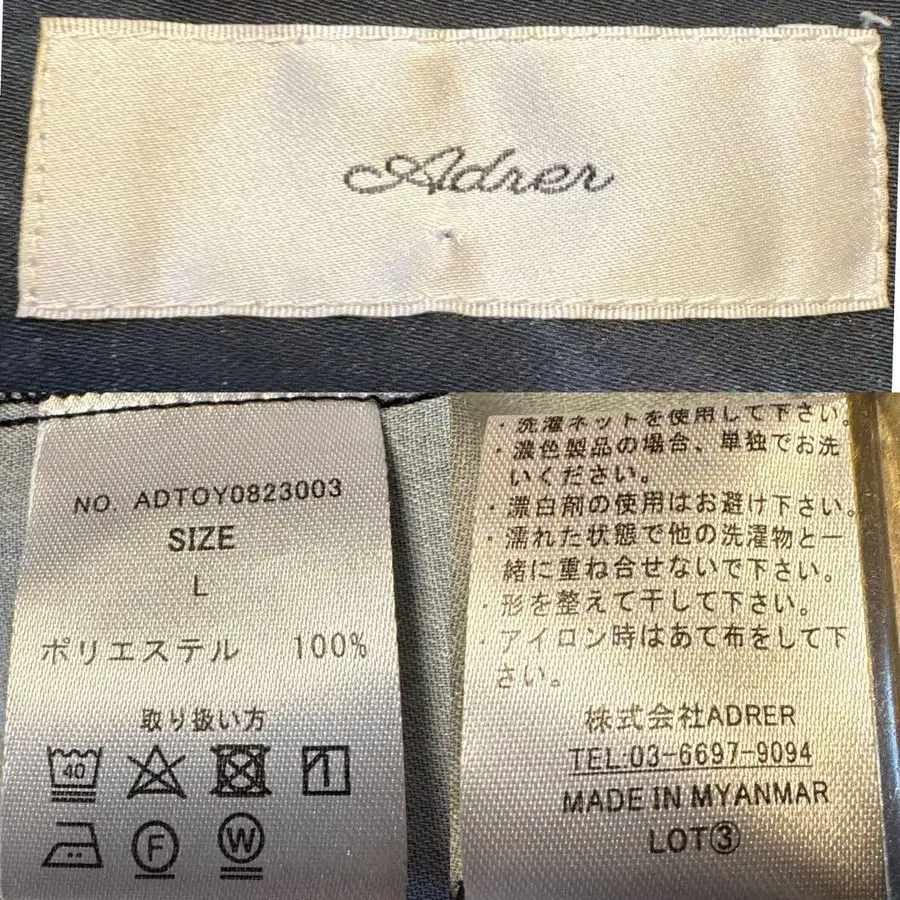 Adrer
NO. ADTOY0823003
SIZE
L
ポリエステル 100%
取り扱い方
40
F
W
・洗濯ネットを使用して下さい。
・濃色製品の場合、単独でお洗
いください。
・漂白剤の使用はお避け下さい。
・濡れた状態で他の洗濯物と一
緒に重ね合せないで下さい。
・形を整えて干して下さい。
・アイロン時はあて布をして下
さい。
株式会社ADRER
TEL.03-6697-9094
MADE IN MYANMAR
LOT③